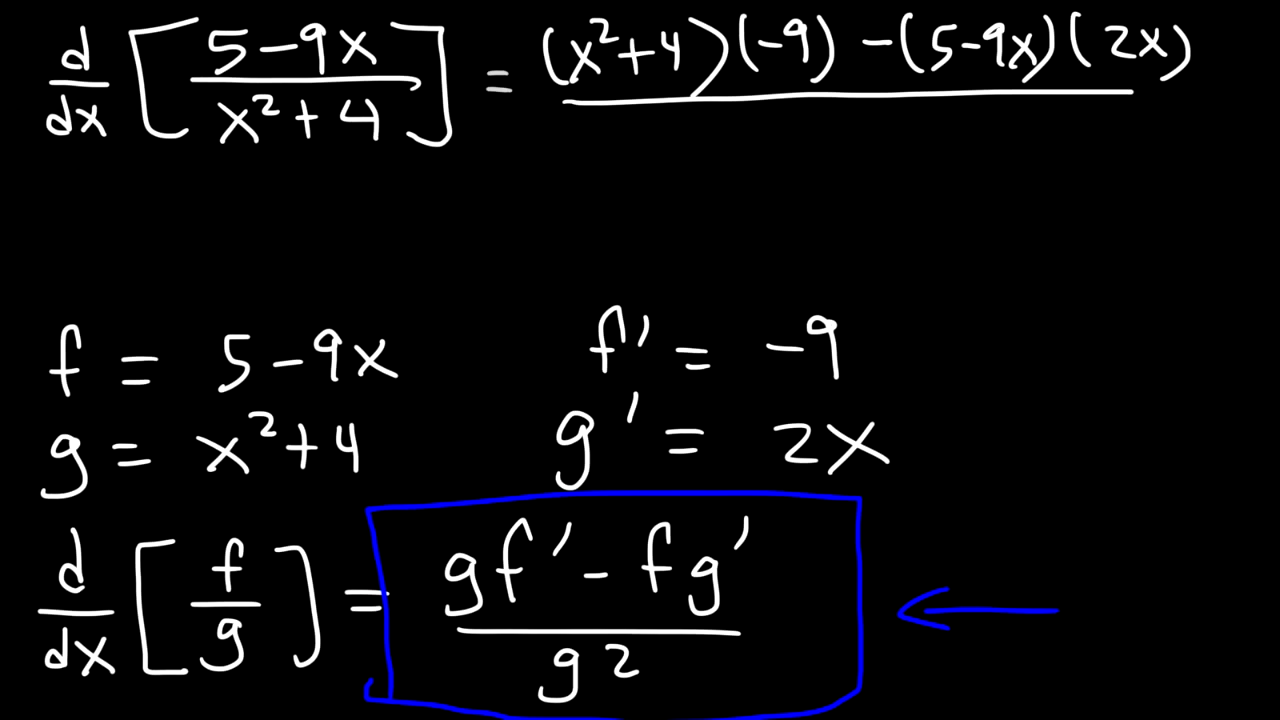 d/dx [ (5-9x)/(x²+4) ] = (x²+4)(-9) - (5-9x)(2x)
f = 5-9x f' = -9
g = x²+4 g' = 2x
d/dx [ f/g ] = (gf' - fg')/g²